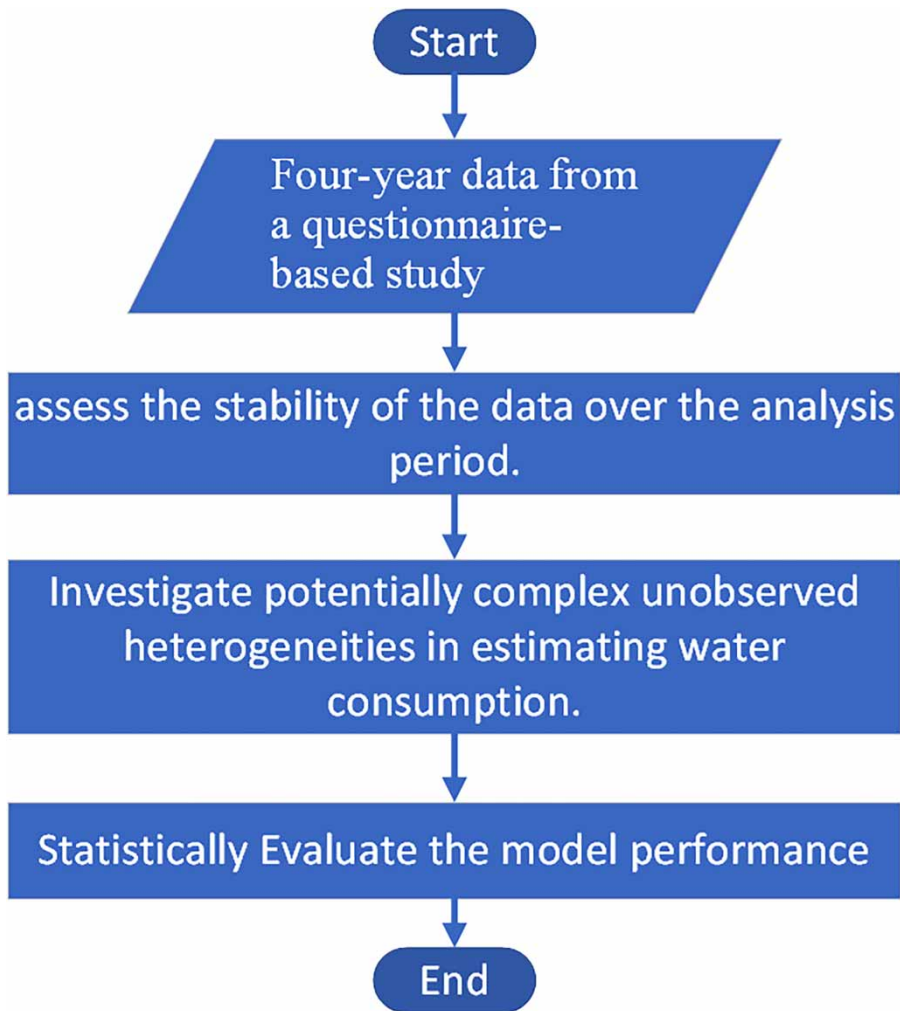 Start
Four-year data from
a questionnaire-
based study
assess the stability of the data over the analysis
period.
Investigate potentially complex unobserved
heterogeneities in estimating water
consumption.
Statistically Evaluate the model performance
End